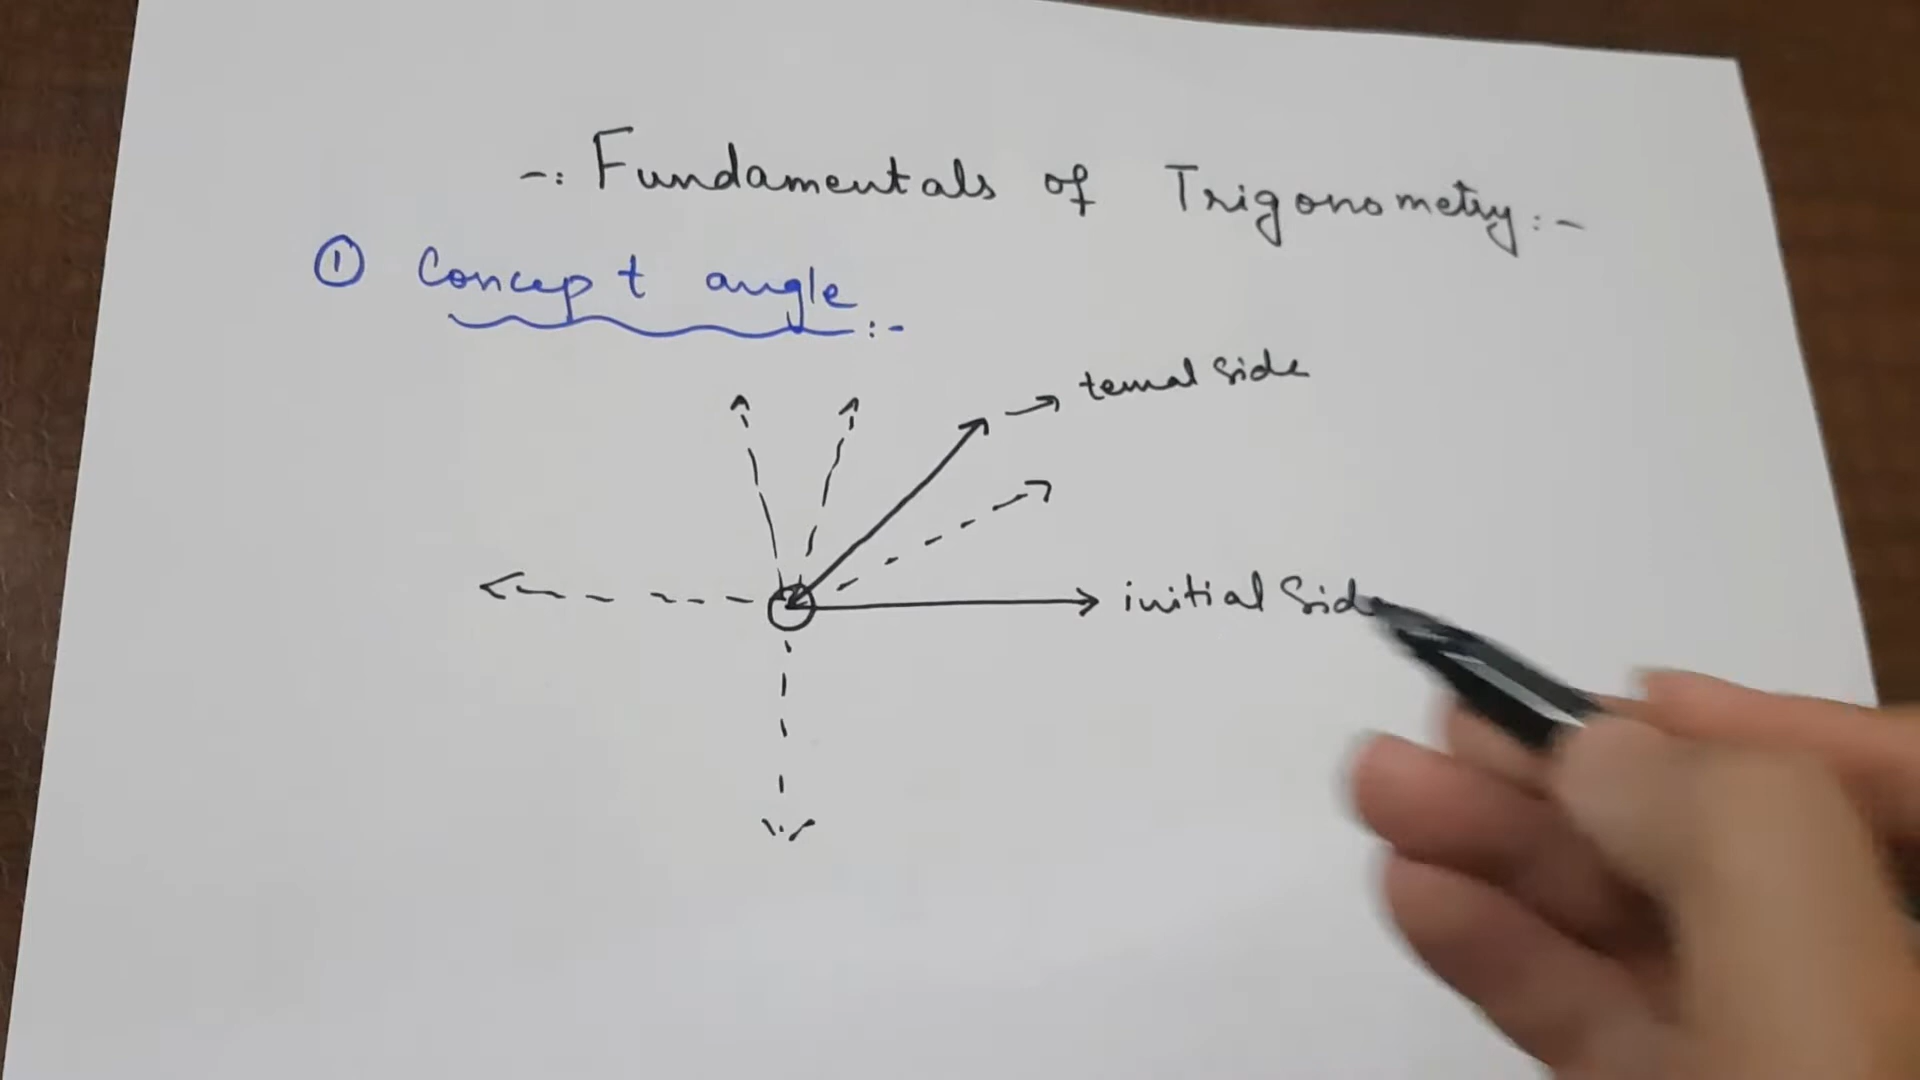 -: Fundamentals of Trigonometry :-
① Concept angle :-
temal side
initial side